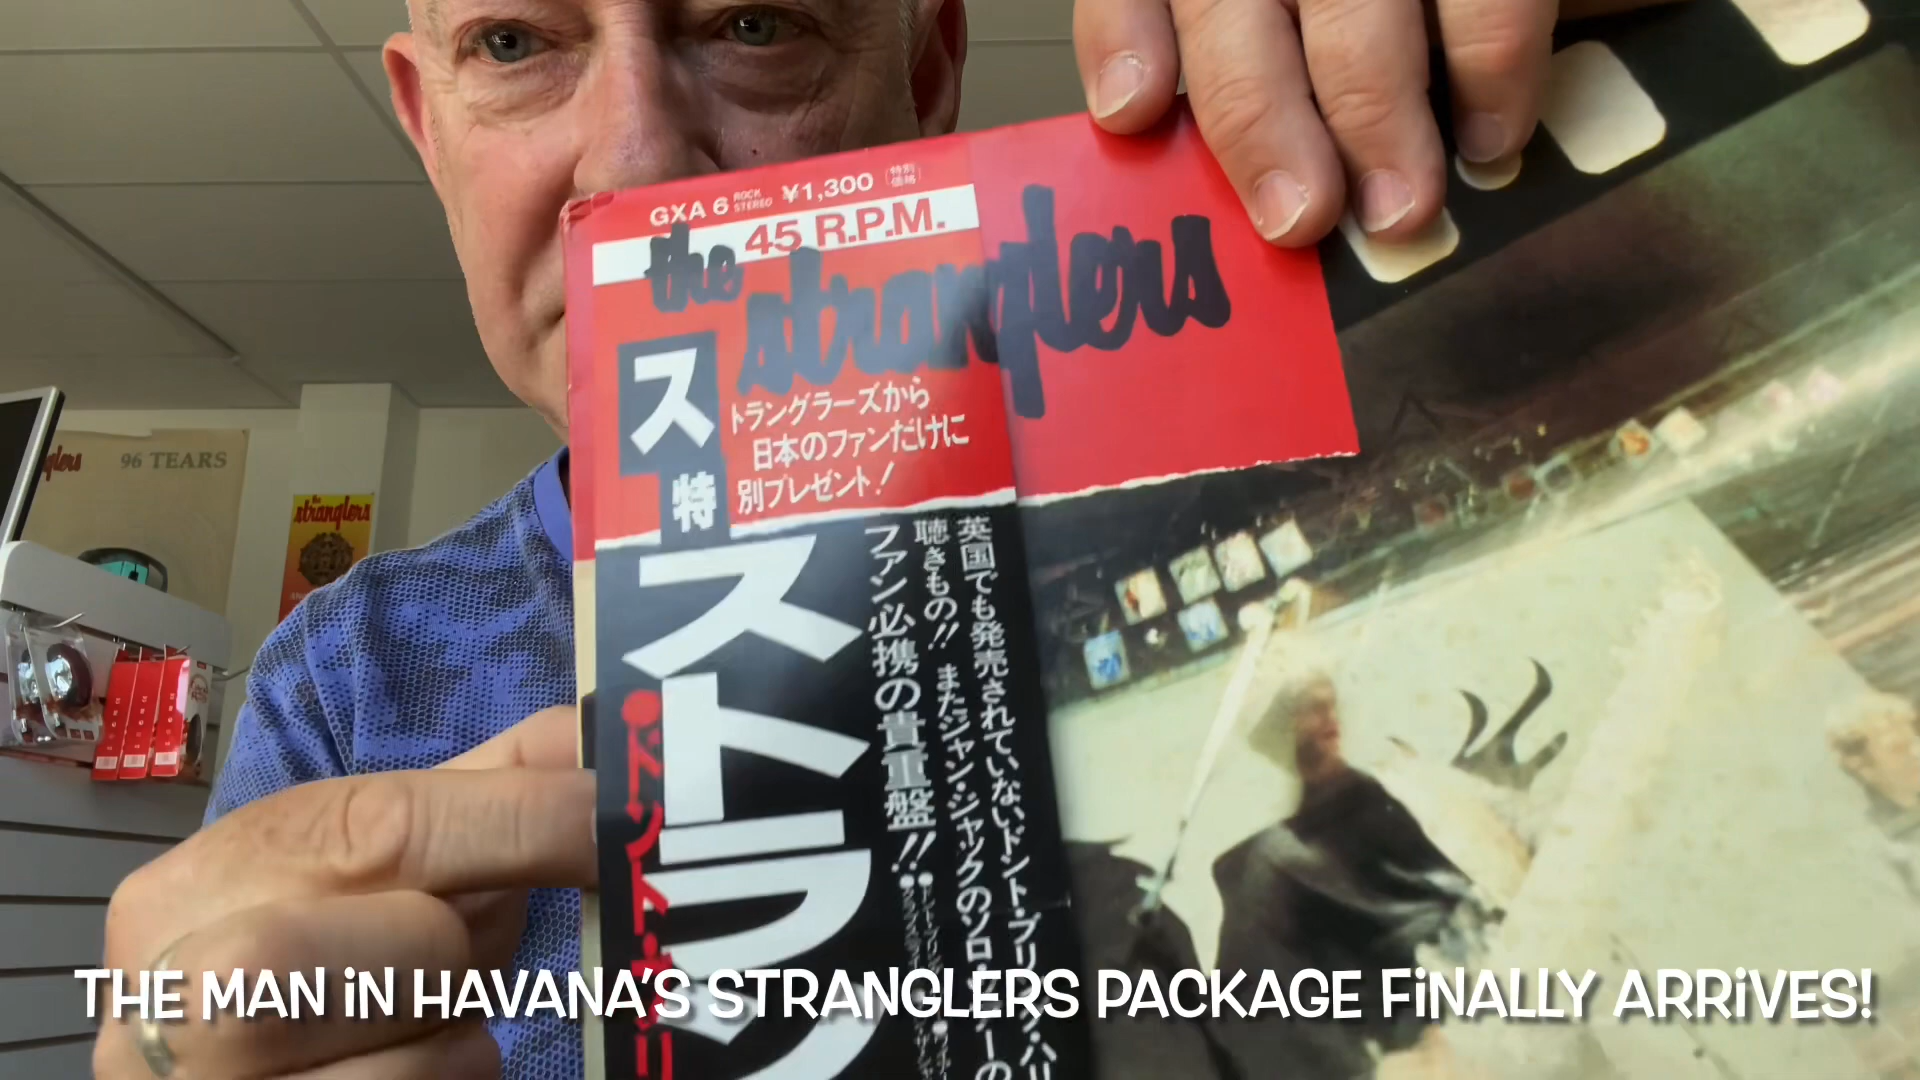 GXA 6 ROCK STEREO ¥1,300 特別価格
45 R.P.M.
the stranglers
ス
トラングラーズから
日本のファンだけに
特
別プレゼント!
英国でも発売されていないドント・ブリング・ハリ
聴きもの!! またジャン・ジャックのソロ
ーの
ファン必携の貴重盤!!
ストラン
ドント・ブリ
96 TEARS
the
stranglers
THE MAN iN HAVANA'S STRANGLERS PACKAGE FiNALLY ARRiVES!